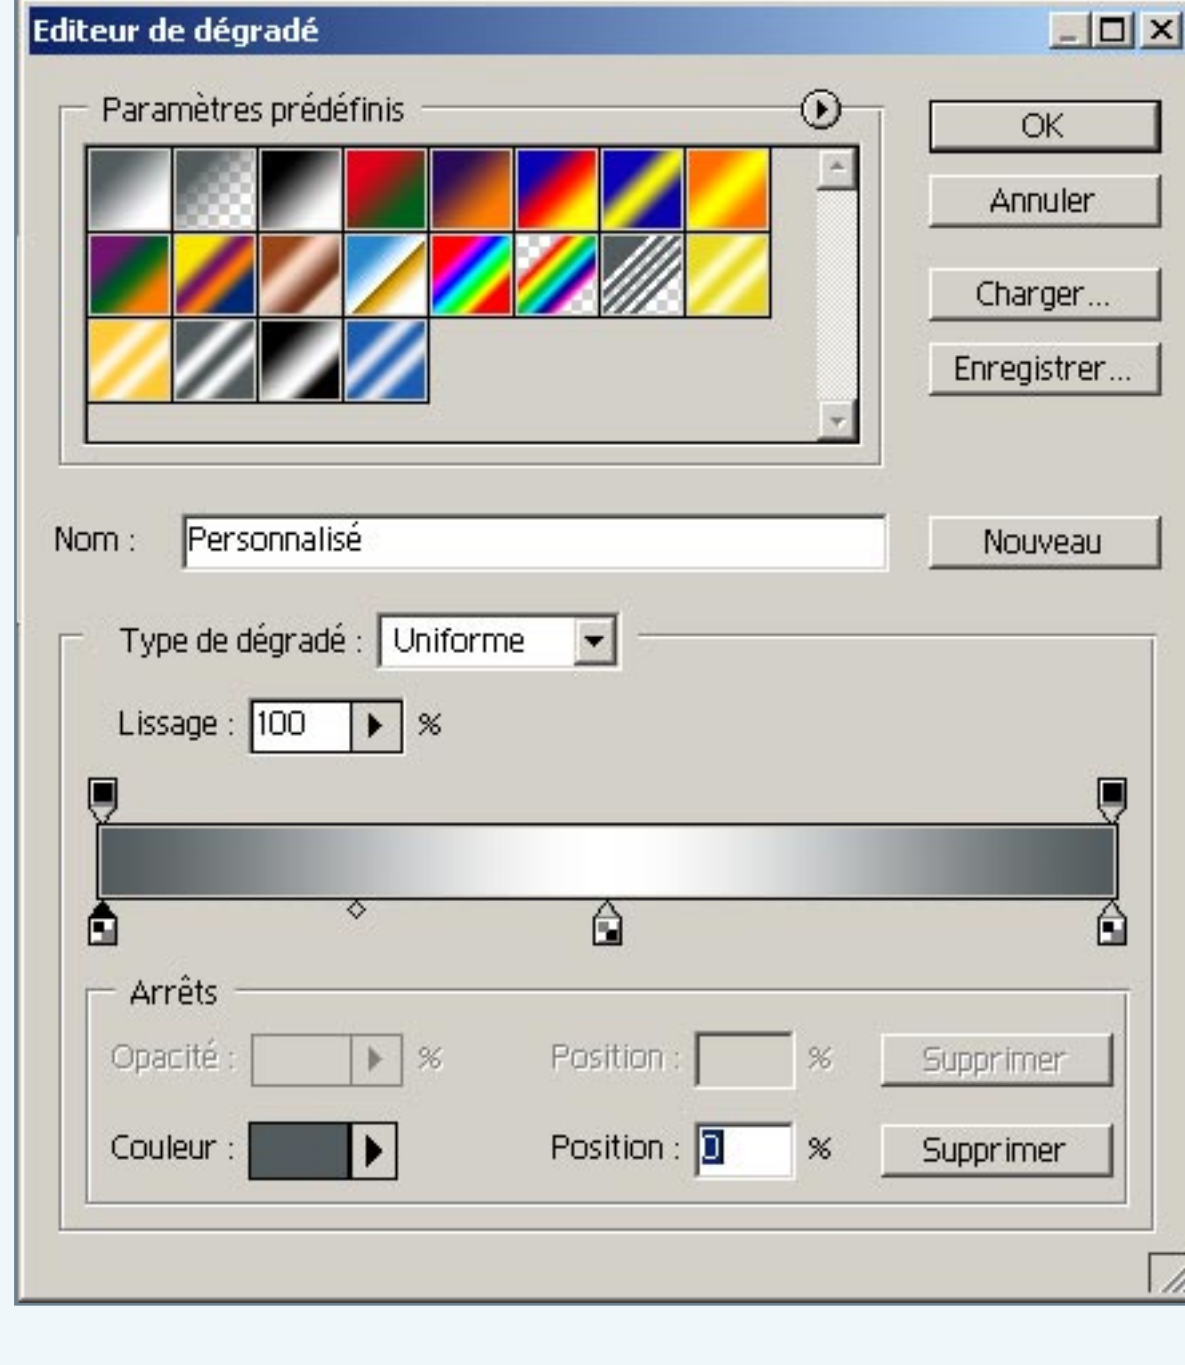 Editeur de dégradé
Paramètres prédéfinis
OK
Annuler
Charger...
Enregistrer...
Nom : Personnalisé
Nouveau
Type de dégradé : Uniforme
Lissage : 100 %
Arrêts
Opacité : % Position : % Supprimer
Couleur : Position : 0 % Supprimer